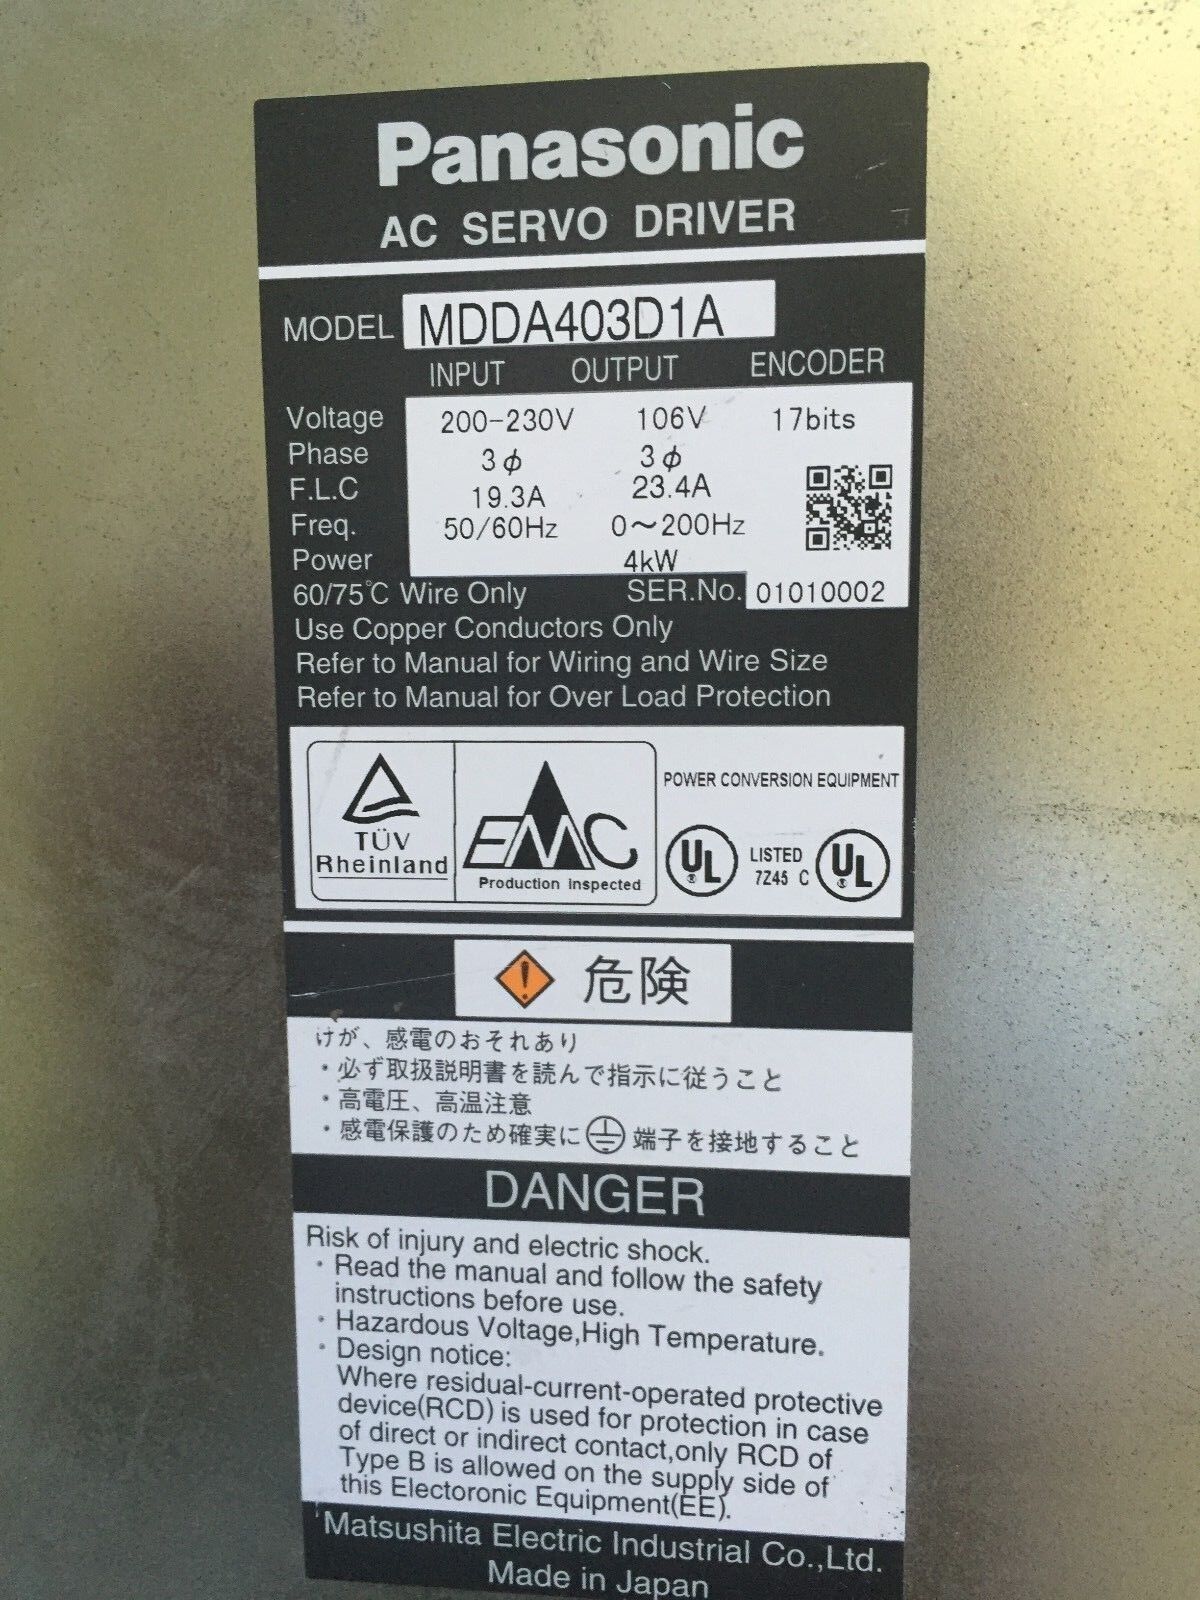 Panasonic
AC SERVO DRIVER
MODEL MDDA403D1A
INPUT OUTPUT ENCODER
Voltage 200-230V 106V 17bits
Phase 3ϕ 3ϕ
F.L.C 19.3A 23.4A
Freq. 50/60Hz 0~200Hz
Power 4kW
60/75℃ Wire Only SER.No. 01010002
Use Copper Conductors Only
Refer to Manual for Wiring and Wire Size
Refer to Manual for Over Load Protection
TÜV
Rheinland
EMC
Production Inspected
POWER CONVERSION EQUIPMENT
UL ® LISTED UL ®
7Z45 C
危険
けが、感電のおそれあり
・必ず取扱説明書を読んで指示に従うこと
・高電圧、高温注意
・感電保護のため確実に端子を接地すること
DANGER
Risk of injury and electric shock.
・Read the manual and follow the safety
instructions before use.
・Hazardous Voltage,High Temperature.
・Design notice:
Where residual-current-operated protective
device(RCD) is used for protection in case
of direct or indirect contact,only RCD of
Type B is allowed on the supply side of
this Electoronic Equipment(EE).
Matsushita Electric Industrial Co.,Ltd.
Made in Japan